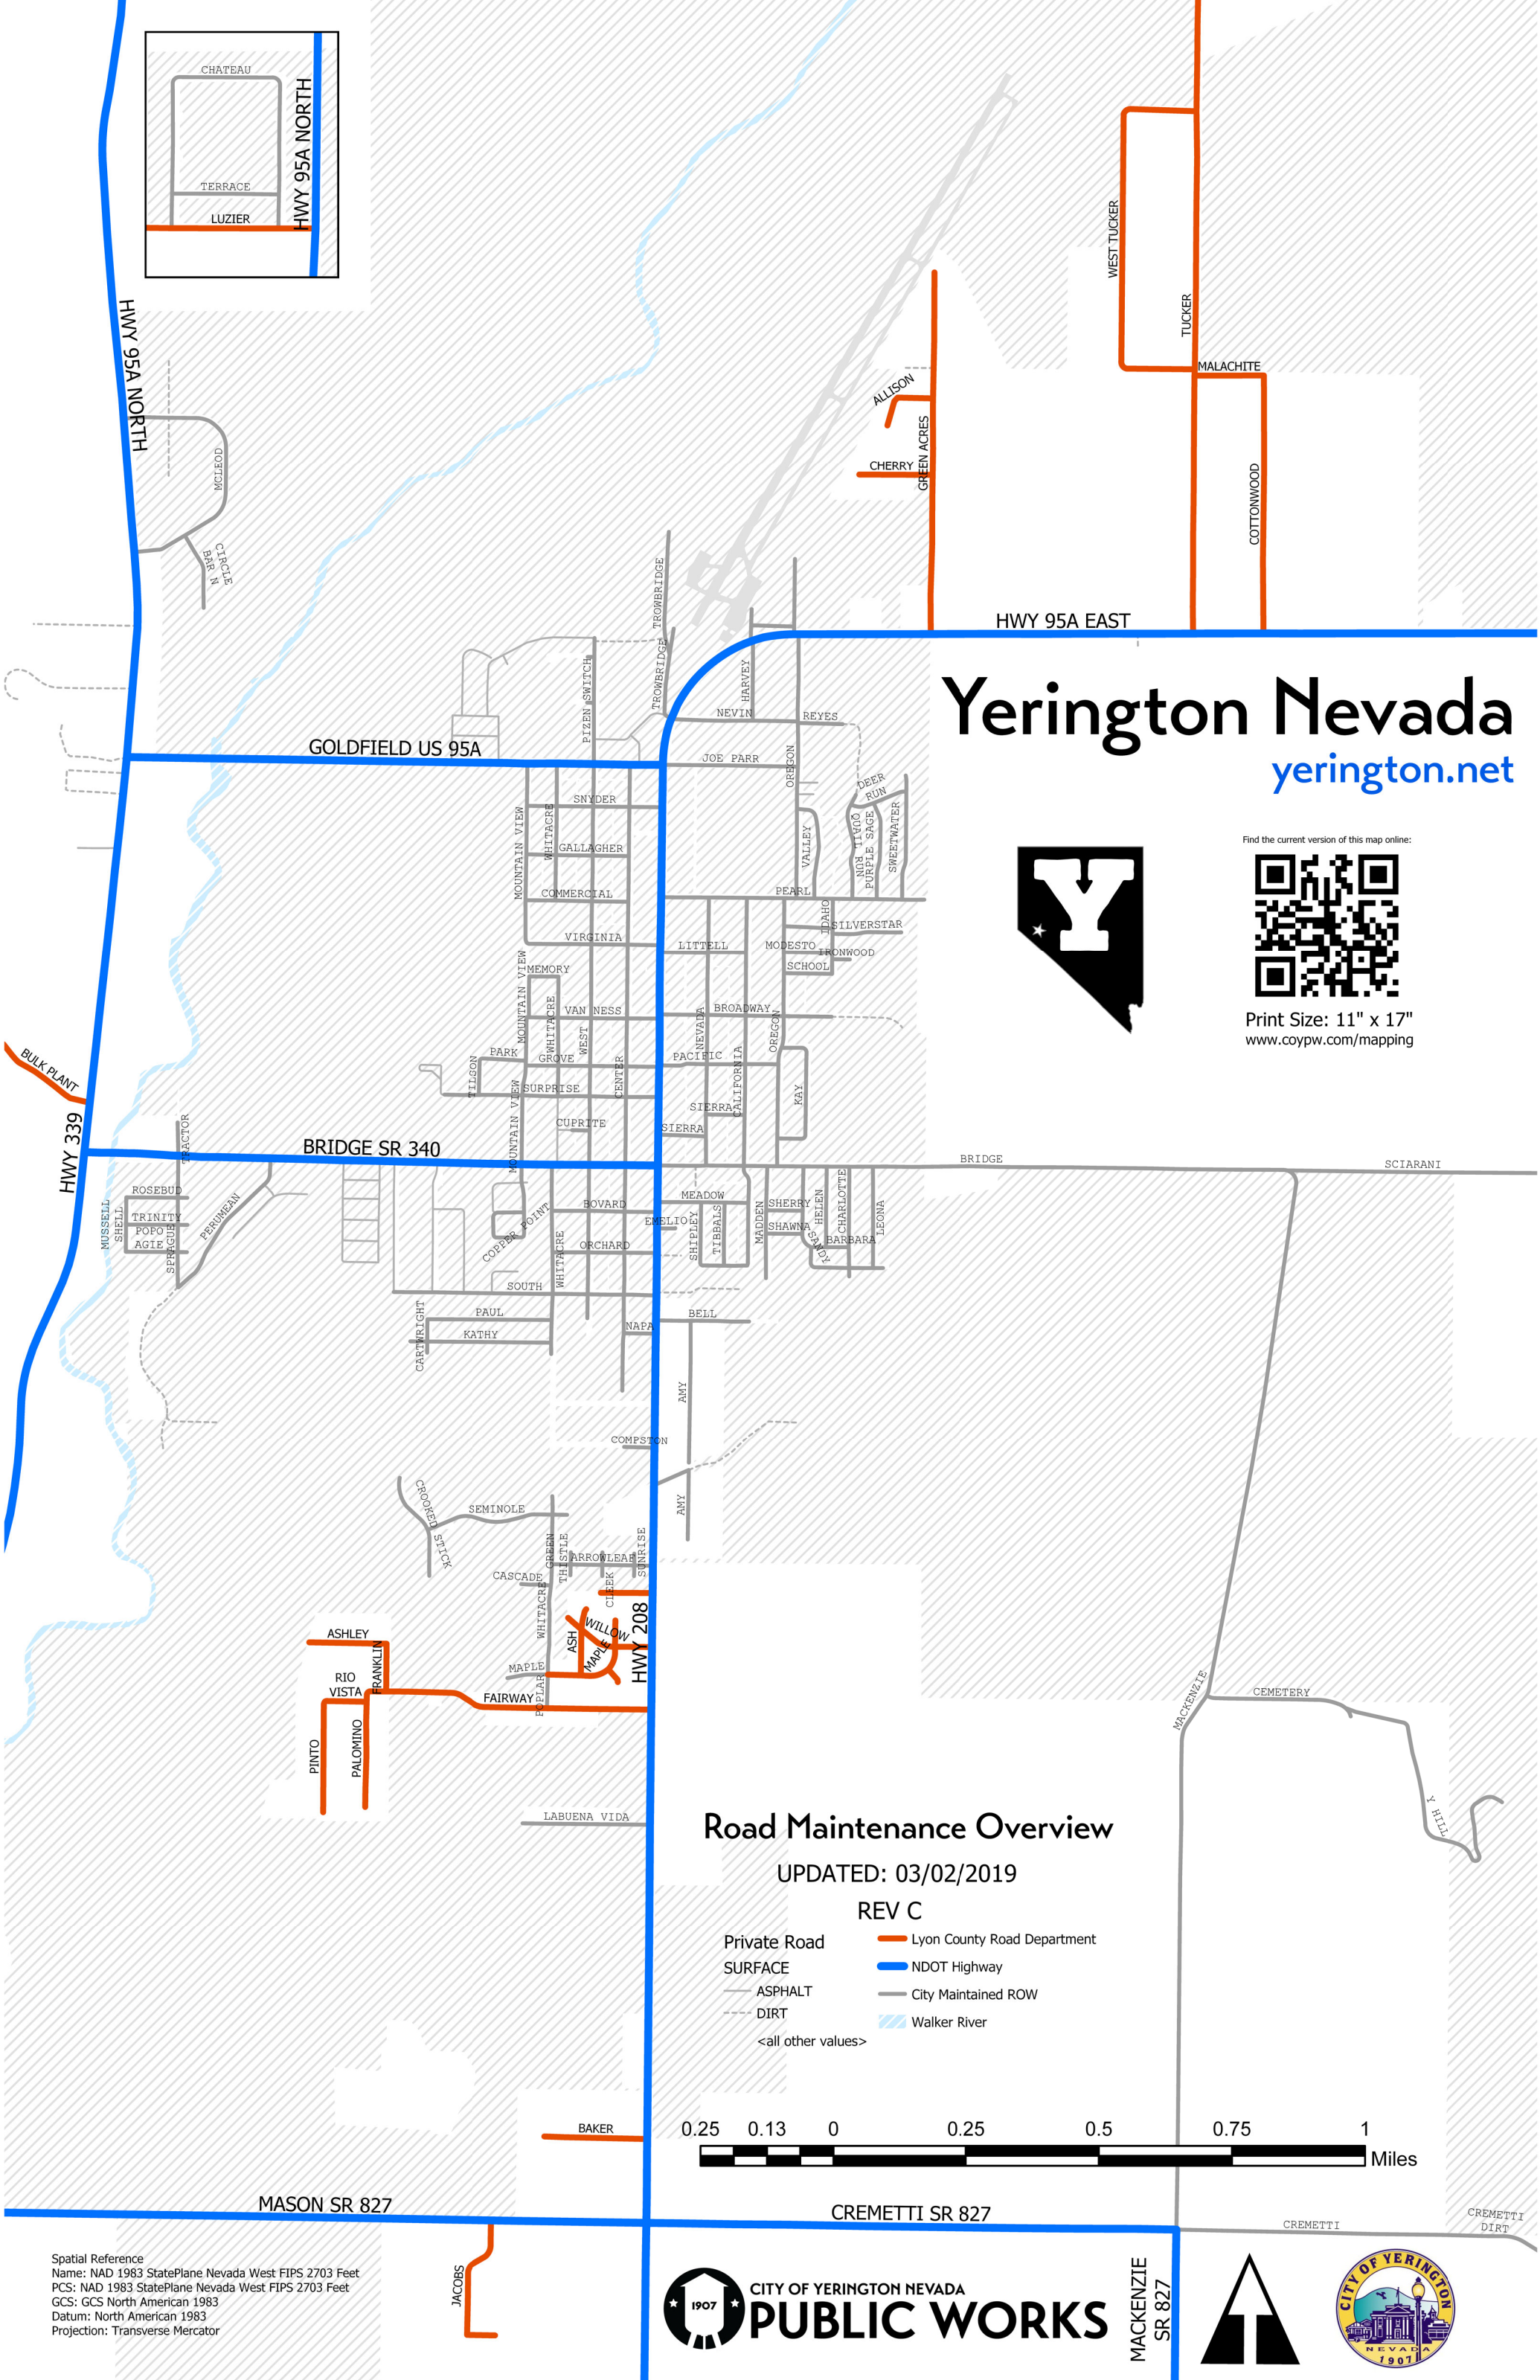 CHATEAU
TERRACE
LUZIER
HWY 95A NORTH
HWY 95A NORTH
MCLEOD
CIRCLE
BAR N
WEST TUCKER
TUCKER
MALACHITE
COTTONWOOD
ALLISON
CHERRY
GREEN ACRES
HWY 95A EAST
TROWBRIDGE
TROWBRIDGE
PIZEN SWITCH
HARVEY
NEVIN
REYES
JOE PARR
OREGON
GOLDFIELD US 95A
Yerington Nevada
yerington.net
Find the current version of this map online:
Y
Print Size: 11" x 17"
www.coypw.com/mapping
SNYDER
MOUNTAIN VIEW
WHITACRE
GALLAGHER
COMMERCIAL
VIRGINIA
DEER
RUN
QUAIL RUN
PURPLE SAGE
SWEETWATER
VALLEY
PEARL
IDAHO
SILVERSTAR
LITTELL
MODESTO
IRONWOOD
SCHOOL
MEMORY
MOUNTAIN VIEW
WHITACRE
VAN NESS
WEST
BROADWAY
NEVADA
OREGON
PARK
GROVE
PACIFIC
TILSON
SURPRISE
CENTER
CALIFORNIA
KAY
MOUNTAIN VIEW
CUPRITE
SIERRA
SIERRA
BULK PLANT
HWY 339
BRIDGE SR 340
BRIDGE
SCIARANI
TRACTOR
ROSEBUD
MUSSELL
SHELL
TRINITY
POPO
AGIE
SPRAGUE
PERUMEAN
COPPER POINT
BOVARD
ORCHARD
WHITACRE
SOUTH
MEADOW
EMELIO
SHIPLEY
TIBBALS
MADDEN
SHERRY
SHAWNA
HELEN
SANDY
CHARLOTTE
BARBARA
LEONA
PAUL
KATHY
CARTWRIGHT
NAPA
BELL
AMY
COMPSTON
AMY
CROOKED STICK
SEMINOLE
GREEN
THISTLE
ARROWLEAF
SUNRISE
CASCADE
CLEEK
WHITACRE
WILLOW
ASH
MAPLE
HWY 208
MAPLE
POPLAR
FAIRWAY
ASHLEY
FRANKLIN
RIO
VISTA
PINTO
PALOMINO
LABUENA VIDA
MACKENZIE
CEMETERY
Y HILL
Road Maintenance Overview
UPDATED: 03/02/2019
REV C
Private Road
SURFACE
ASPHALT
DIRT
<all other values>
Lyon County Road Department
NDOT Highway
City Maintained ROW
Walker River
BAKER
0.25 0.13 0 0.25 0.5 0.75 1
Miles
MASON SR 827
CREMETTI SR 827
CREMETTI
CREMETTI
DIRT
JACOBS
MACKENZIE
SR 827
Spatial Reference
Name: NAD 1983 StatePlane Nevada West FIPS 2703 Feet
PCS: NAD 1983 StatePlane Nevada West FIPS 2703 Feet
GCS: GCS North American 1983
Datum: North American 1983
Projection: Transverse Mercator
1907
CITY OF YERINGTON NEVADA
PUBLIC WORKS
CITY OF YERINGTON
NEVADA
1907